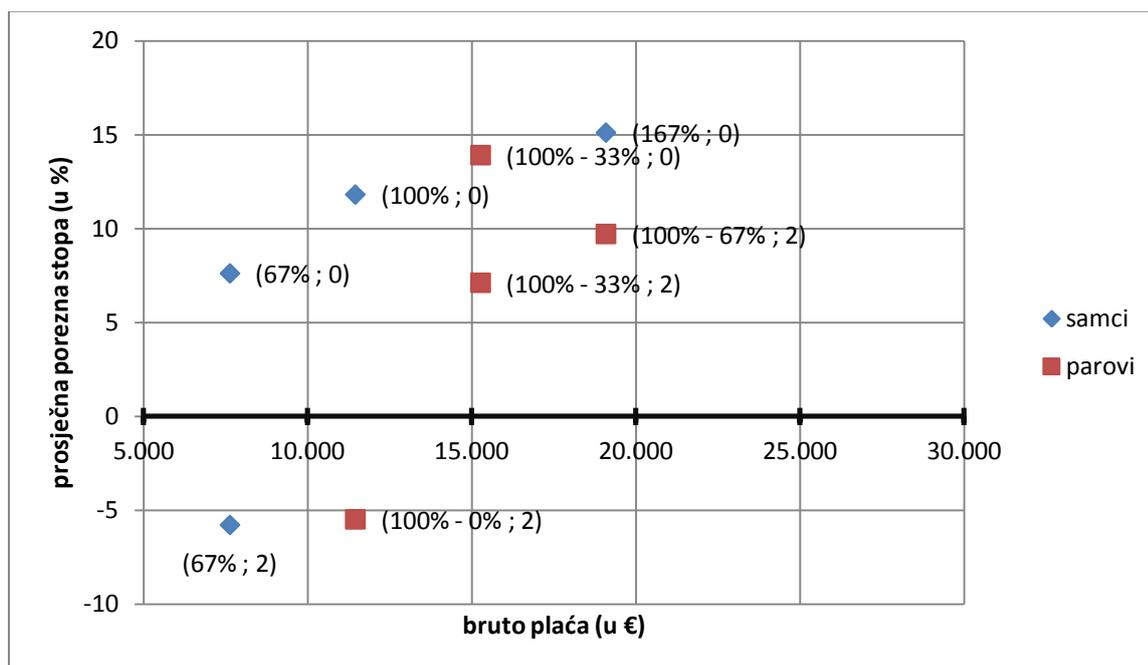 20
15
10
5
0
-5
-10
prosječna porezna stopa (u %)
(167% ; 0)
(100% - 33% ; 0)
(100% ; 0)
(100% - 67% ; 2)
(67% ; 0)
(100% - 33% ; 2)
5.000 10.000 15.000 20.000 25.000 30.000
(100% - 0% ; 2)
(67% ; 2)
bruto plaća (u €)
samci
parovi